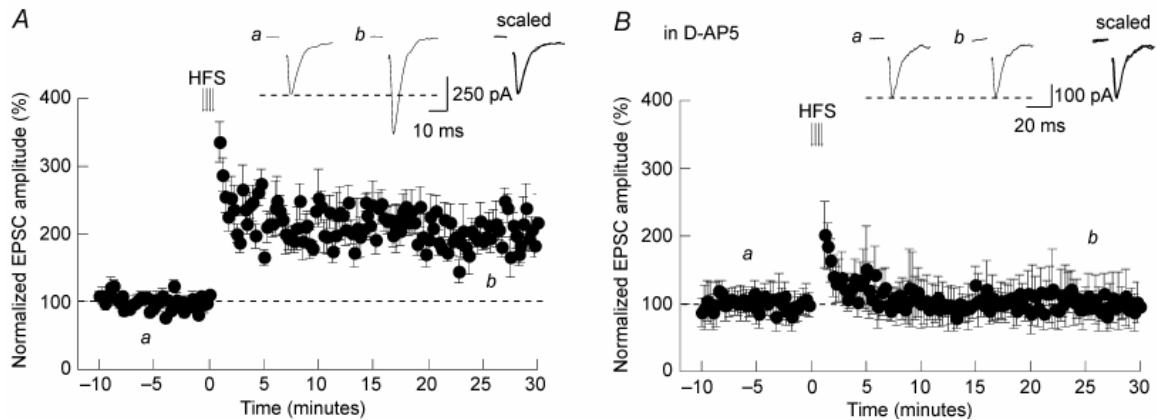 A
a
b
scaled
HFS
250 pA
10 ms
Normalized EPSC amplitude (%)
400
300
200
100
0
a
b
–10
–5
0
5
10
15
20
25
30
Time (minutes)
B
in D-AP5
a
b
scaled
HFS
100 pA
20 ms
Normalized EPSC amplitude (%)
400
300
200
100
0
a
b
–10
–5
0
5
10
15
20
25
30
Time (minutes)